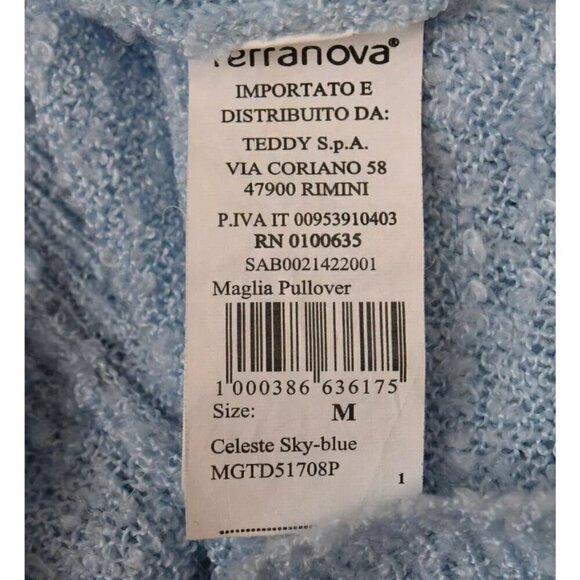 Terranova®
IMPORTATO E
DISTRIBUITO DA:
TEDDY S.p.A.
VIA CORIANO 58
47900 RIMINI
P.IVA IT 00953910403
RN 0100635
SAB0021422001
Maglia Pullover
1 000386 636175
Size: M
Celeste Sky-blue
MGTD51708P
1